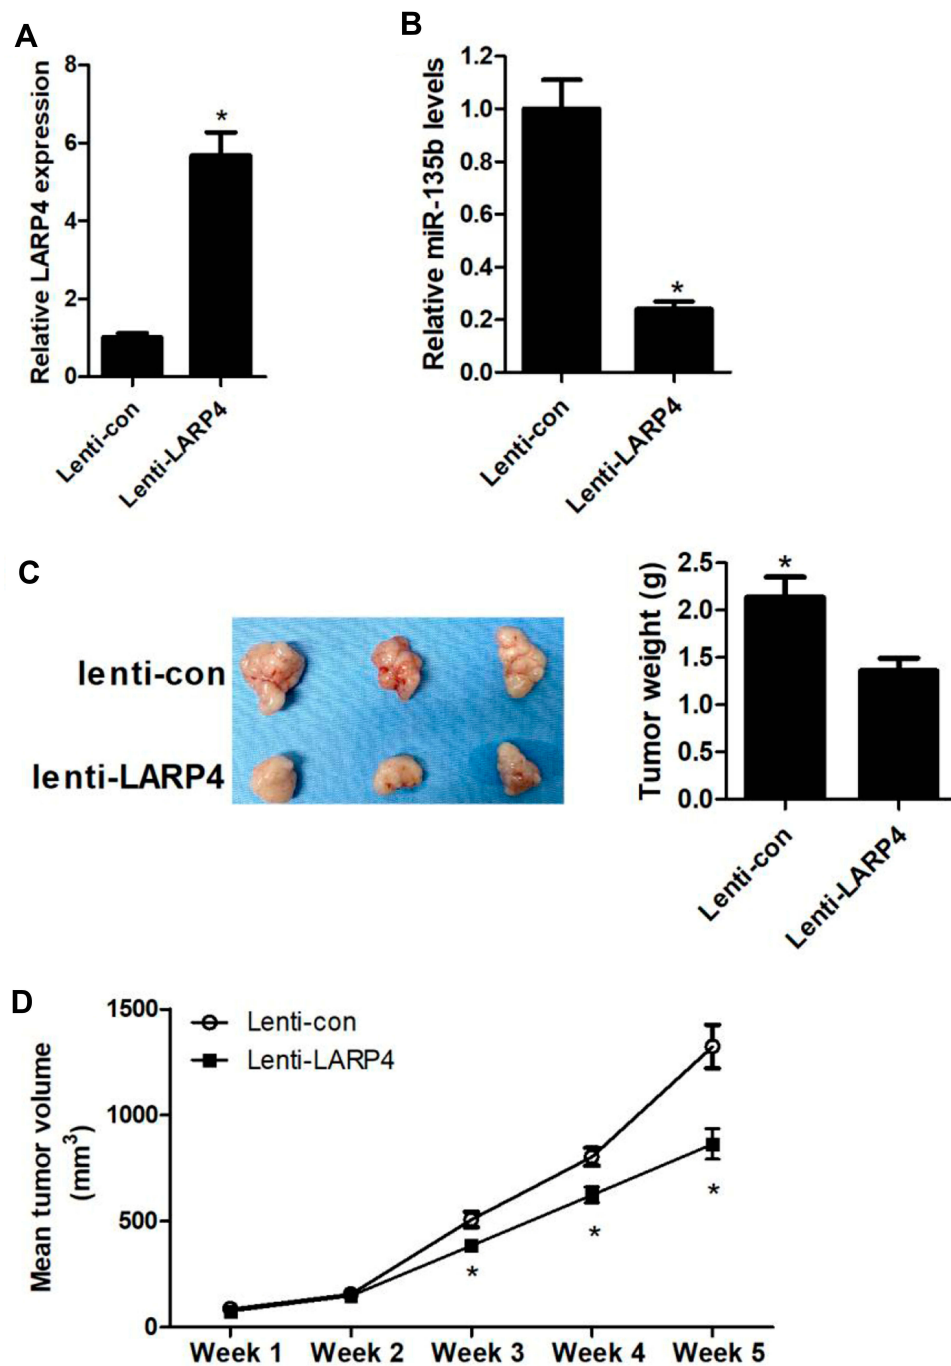 A
Relative LARP4 expression
8
6
4
2
0
*
Lenti-con
Lenti-LARP4
B
Relative miR-135b levels
1.2
1.0
0.8
0.6
0.4
0.2
0.0
*
Lenti-con
Lenti-LARP4
C
lenti-con
lenti-LARP4
Tumor weight (g)
2.5
2.0
1.5
1.0
0.5
0.0
*
Lenti-con
Lenti-LARP4
D
Mean tumor volume
(mm³)
1500
1000
500
0
Lenti-con
Lenti-LARP4
*
*
*
Week 1 Week 2 Week 3 Week 4 Week 5